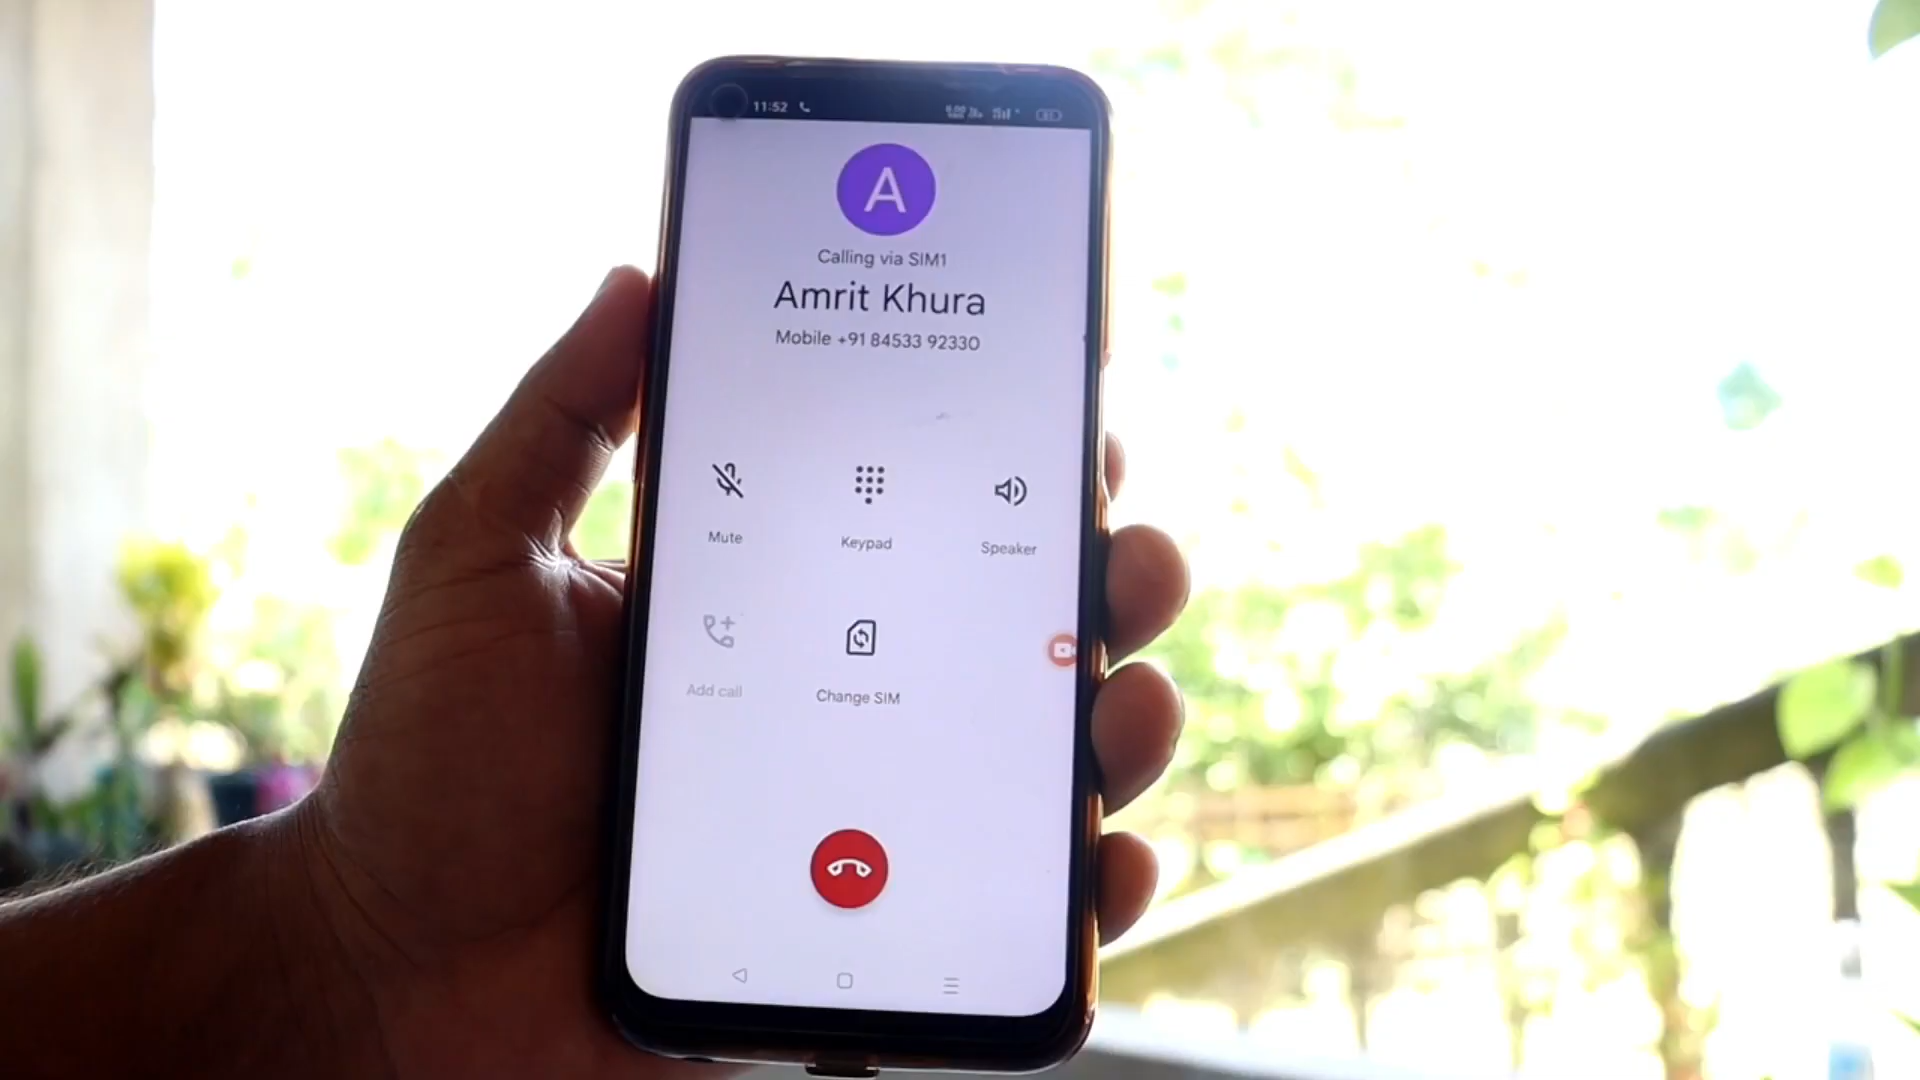 11:52
A
Calling via SIM1
Amrit Khura
Mobile +91 84533 92330
Mute
Keypad
Speaker
Add call
Change SIM